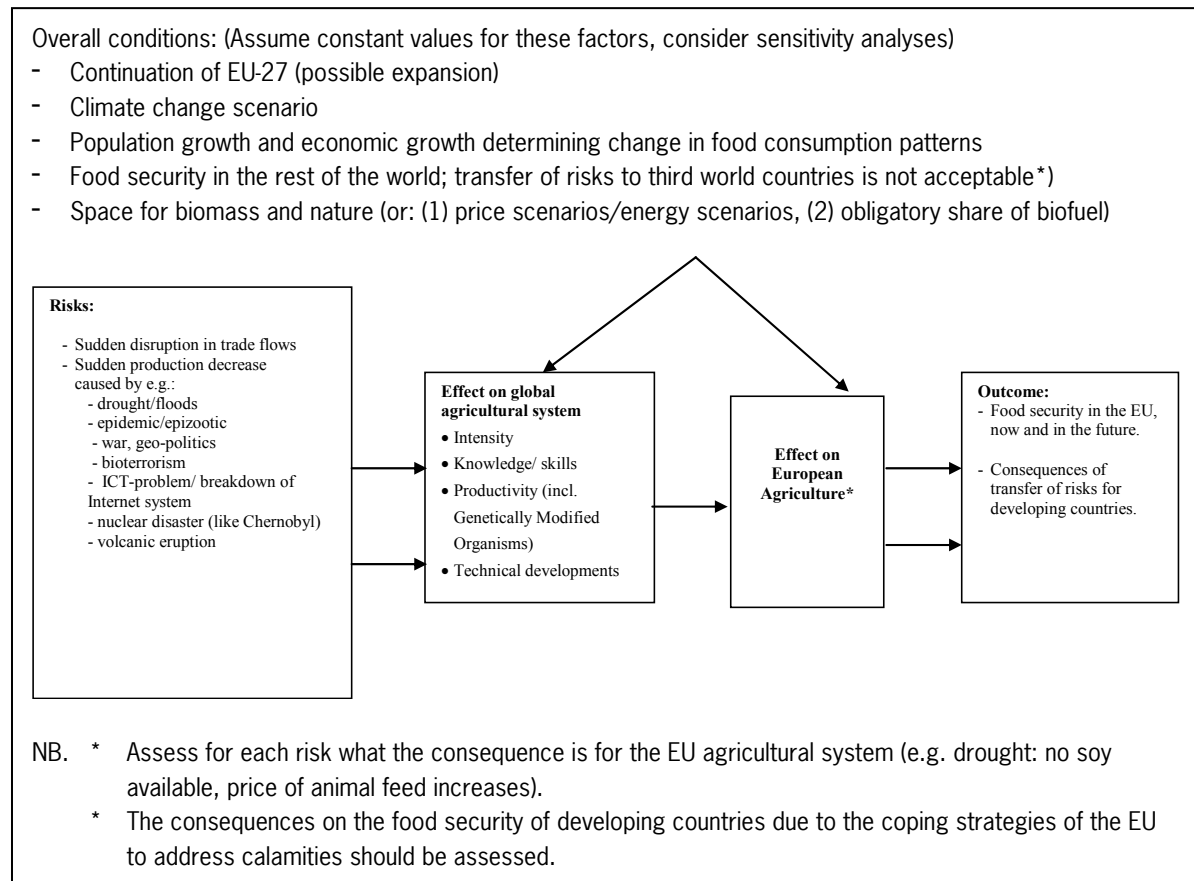 Overall conditions: (Assume constant values for these factors, consider sensitivity analyses)
- Continuation of EU-27 (possible expansion)
- Climate change scenario
- Population growth and economic growth determining change in food consumption patterns
- Food security in the rest of the world; transfer of risks to third world countries is not acceptable*)
- Space for biomass and nature (or: (1) price scenarios/energy scenarios, (2) obligatory share of biofuel)
Risks:
- Sudden disruption in trade flows
- Sudden production decrease
caused by e.g.:
- drought/floods
- epidemic/epizootic
- war, geo-politics
- bioterrorism
- ICT-problem/ breakdown of
Internet system
- nuclear disaster (like Chernobyl)
- volcanic eruption
Effect on global
agricultural system
• Intensity
• Knowledge/ skills
• Productivity (incl.
Genetically Modified
Organisms)
• Technical developments
Effect on
European
Agriculture*
Outcome:
- Food security in the EU,
now and in the future.
- Consequences of
transfer of risks for
developing countries.
NB. * Assess for each risk what the consequence is for the EU agricultural system (e.g. drought: no soy
available, price of animal feed increases).
* The consequences on the food security of developing countries due to the coping strategies of the EU
to address calamities should be assessed.